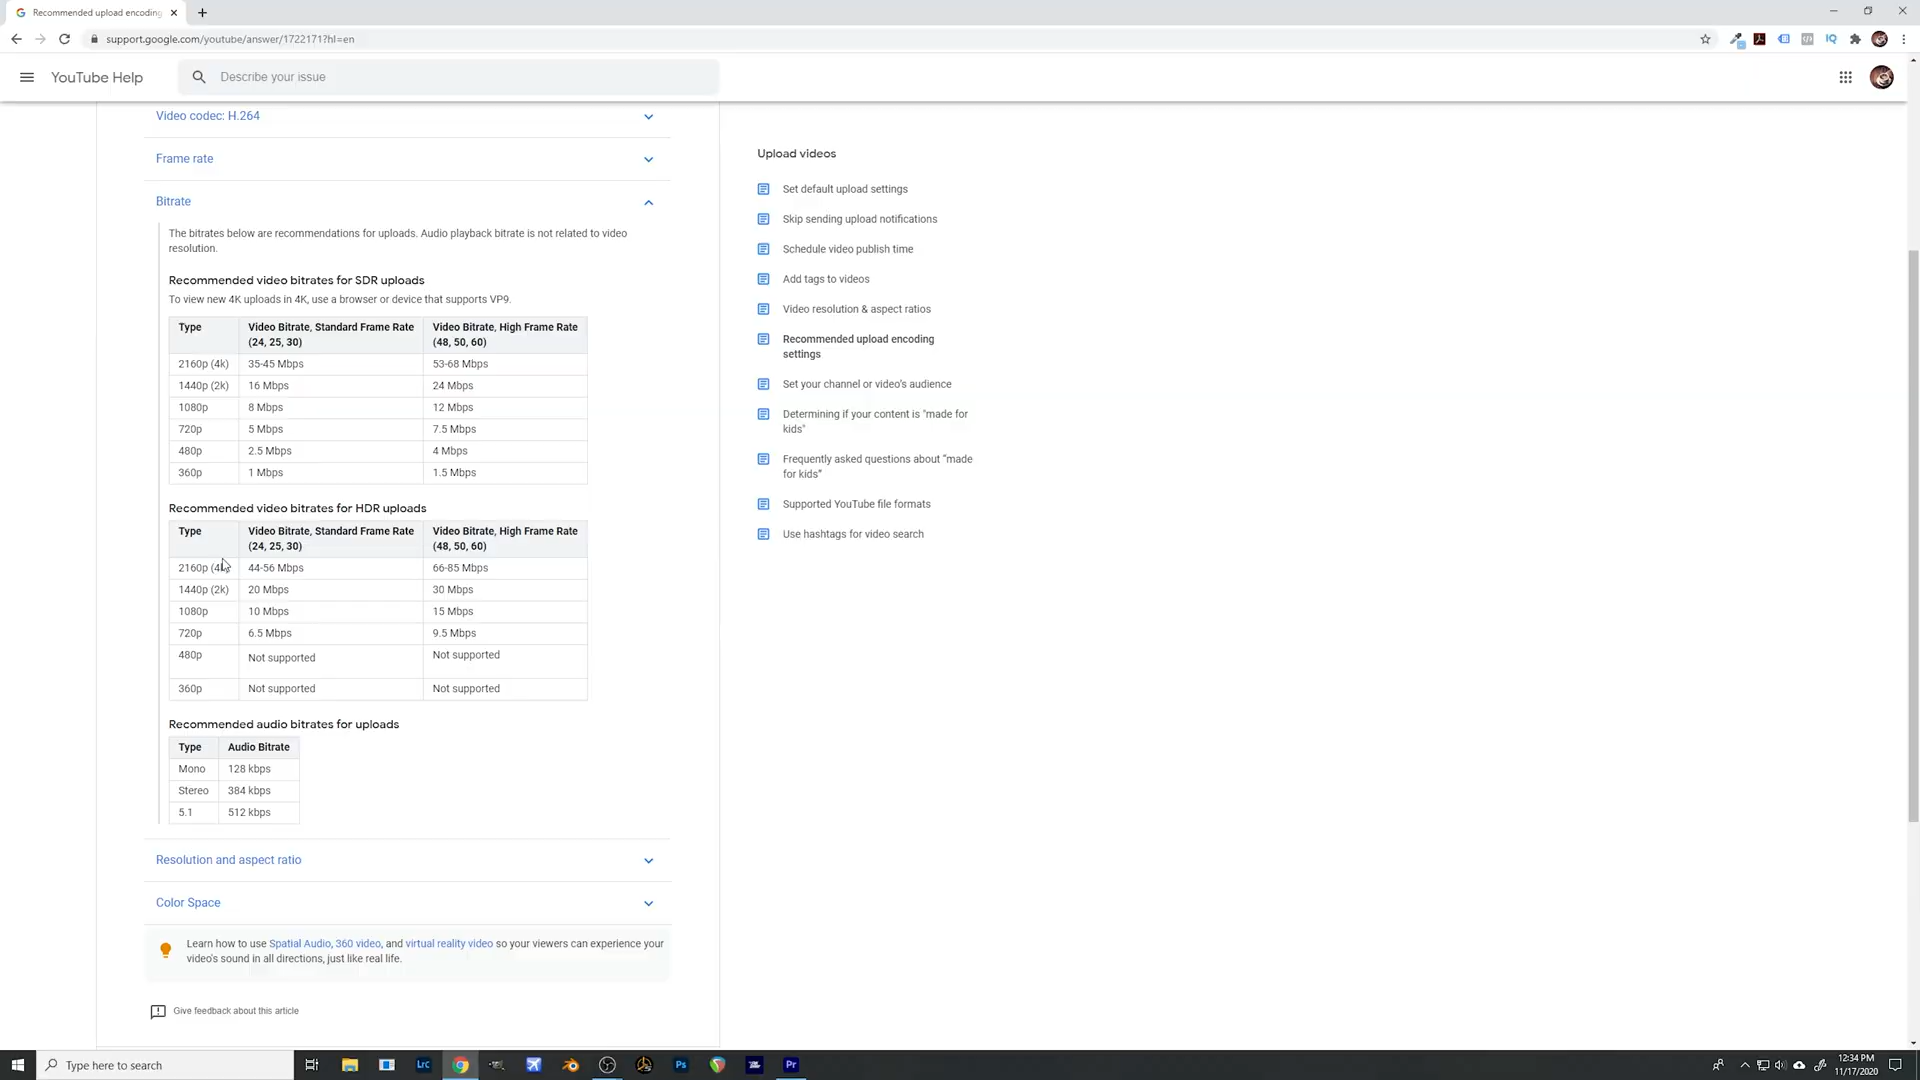 Recommended upload encoding
support.google.com/youtube/answer/1722171?hl=en
YouTube Help
Describe your issue
Video codec: H.264
Frame rate
Bitrate
The bitrates below are recommendations for uploads. Audio playback bitrate is not related to video
resolution.
Recommended video bitrates for SDR uploads
To view new 4K uploads in 4K, use a browser or device that supports VP9.
Type Video Bitrate, Standard Frame Rate (24, 25, 30) Video Bitrate, High Frame Rate (48, 50, 60)
2160p (4k) 35-45 Mbps 53-68 Mbps
1440p (2k) 16 Mbps 24 Mbps
1080p 8 Mbps 12 Mbps
720p 5 Mbps 7.5 Mbps
480p 2.5 Mbps 4 Mbps
360p 1 Mbps 1.5 Mbps
Recommended video bitrates for HDR uploads
Type Video Bitrate, Standard Frame Rate (24, 25, 30) Video Bitrate, High Frame Rate (48, 50, 60)
2160p 44-56 Mbps 66-85 Mbps
1440p (2k) 20 Mbps 30 Mbps
1080p 10 Mbps 15 Mbps
720p 6.5 Mbps 9.5 Mbps
480p Not supported Not supported
360p Not supported Not supported
Recommended audio bitrates for uploads
Type Audio Bitrate
Mono 128 kbps
Stereo 384 kbps
5.1 512 kbps
Resolution and aspect ratio
Color Space
Learn how to use Spatial Audio, 360 video, and virtual reality video so your viewers can experience your
video's sound in all directions, just like real life.
Give feedback about this article
Upload videos
Set default upload settings
Skip sending upload notifications
Schedule video publish time
Add tags to videos
Video resolution & aspect ratios
Recommended upload encoding
settings
Set your channel or video's audience
Determining if your content is "made for
kids"
Frequently asked questions about "made
for kids"
Supported YouTube file formats
Use hashtags for video search
Type here to search
LrC
Ps
Pr
12:34 PM
11/17/2020